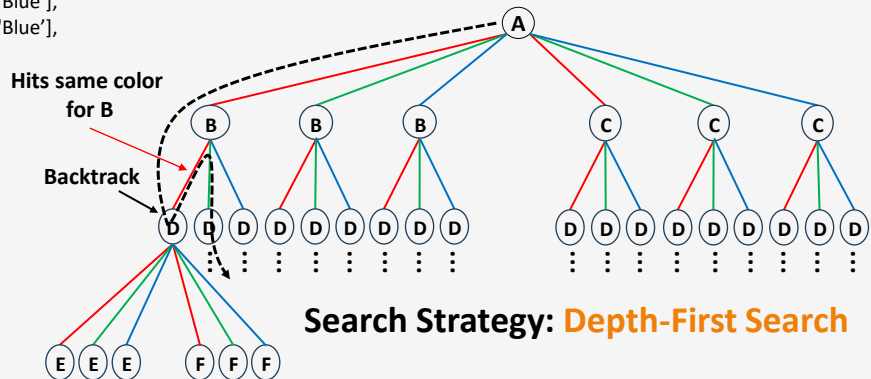 'Blue'],
'Blue'],
A
Hits same color
for B
B B B C C C
Backtrack
D D D D D D D D D D D D D D D D D D
Search Strategy: Depth-First Search
E E E F F F